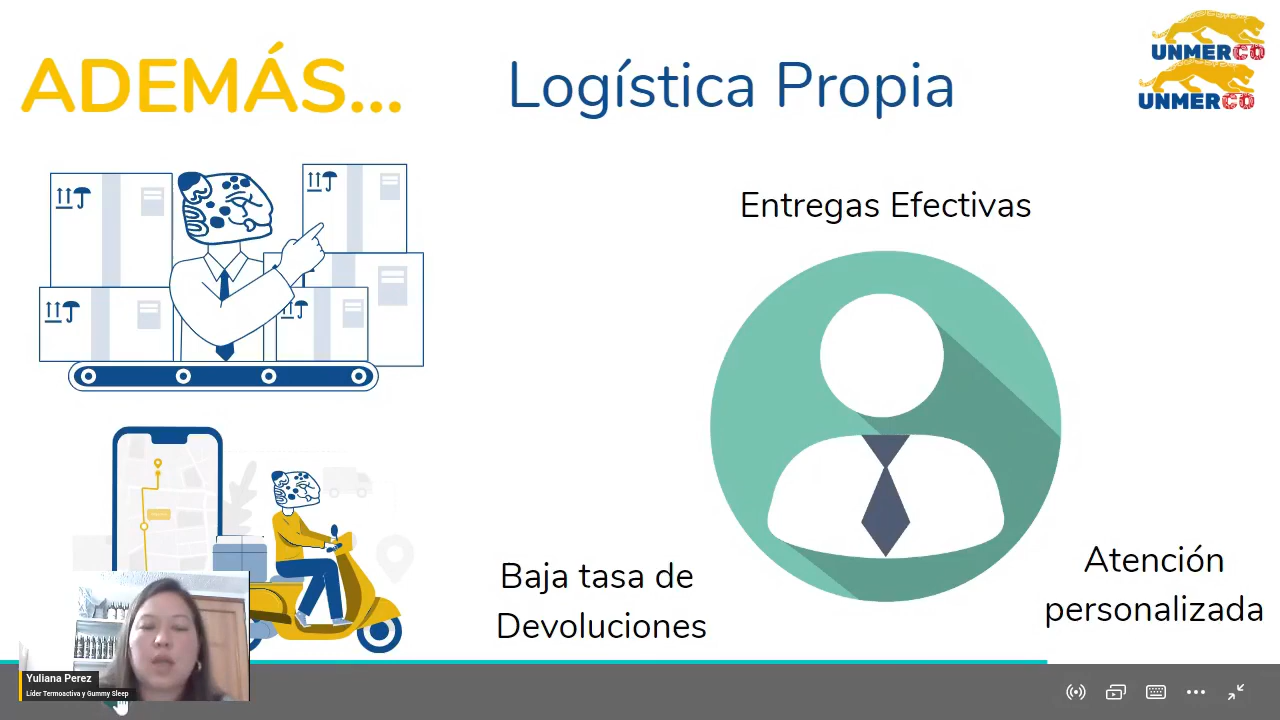 ADEMÁS...
Logística Propia
UNMERCO
UNMERCO
Entregas Efectivas
Baja tasa de
Devoluciones
Atención
personalizada
Yuliana Perez
Líder Termoactiva y Gummy Sleep